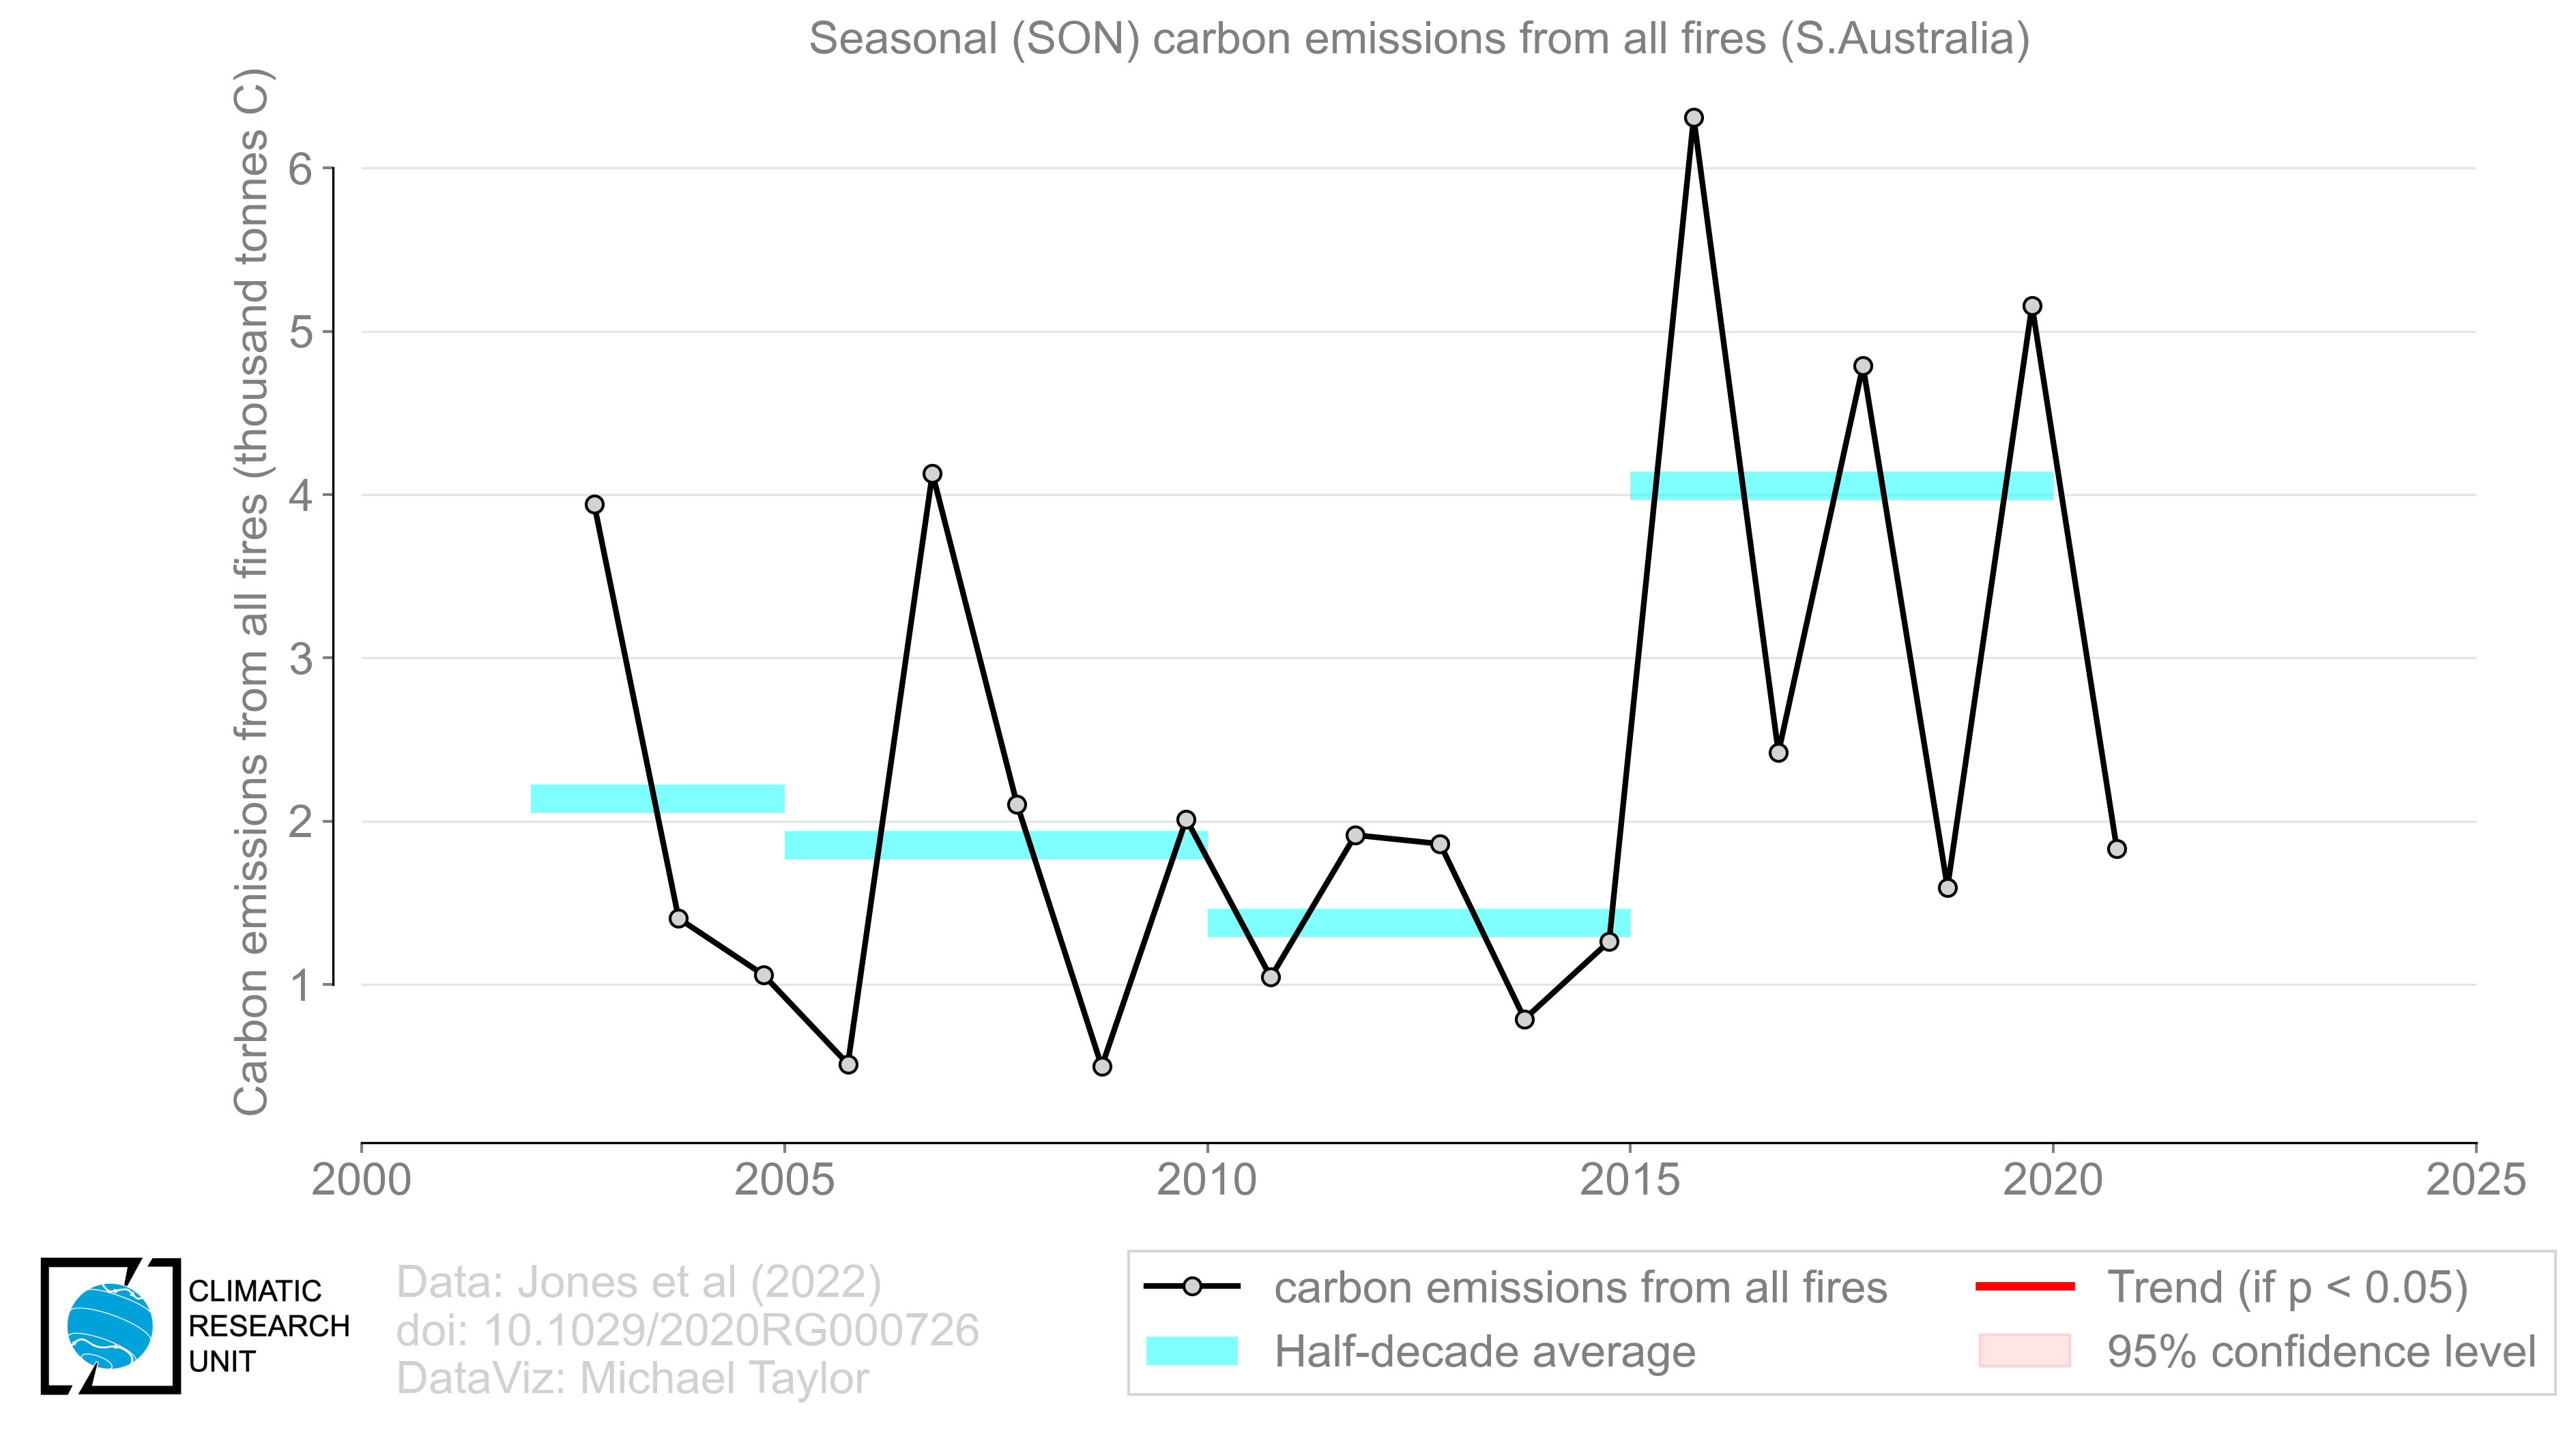 Seasonal (SON) carbon emissions from all fires (S.Australia)
Carbon emissions from all fires (thousand tonnes C)
6
5
4
3
2
1
2000 2005 2010 2015 2020 2025
CLIMATIC
RESEARCH
UNIT
Data: Jones et al (2022)
doi: 10.1029/2020RG000726
DataViz: Michael Taylor
carbon emissions from all fires
Half-decade average
Trend (if p < 0.05)
95% confidence level